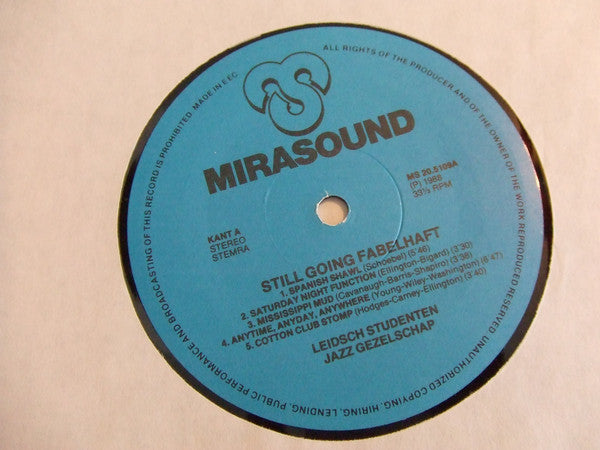 ALL RIGHTS OF THE PRODUCER AND OF THE OWNER OF THE WORK REPRODUCED RESERVED UNAUTHORIZED COPYING, HIRING, LENDING, PUBLIC PERFORMANCE AND BROADCASTING OF THIS RECORD IS PROHIBITED. MADE IN EEC
MIRASOUND
KANT A
STEREO
STEMRA
MS 20.5109A
(P) 1988
33⅓ RPM
STILL GOING FABELHAFT
1. SPANISH SHAWL (Schoebel) (5:46)
2. SATURDAY NIGHT FUNCTION (Ellington-Bigard) (3:30)
3. MISSISSIPPI MUD (Cavanaugh-Barris-Shapiro) (3:38)
4. ANYTIME, ANYDAY, ANYWHERE (Young-Wiley-Washington) (6:47)
5. COTTON CLUB STOMP (Hodges-Carney-Ellington) (3:40)
LEIDSCH STUDENTEN
JAZZ GEZELSCHAP